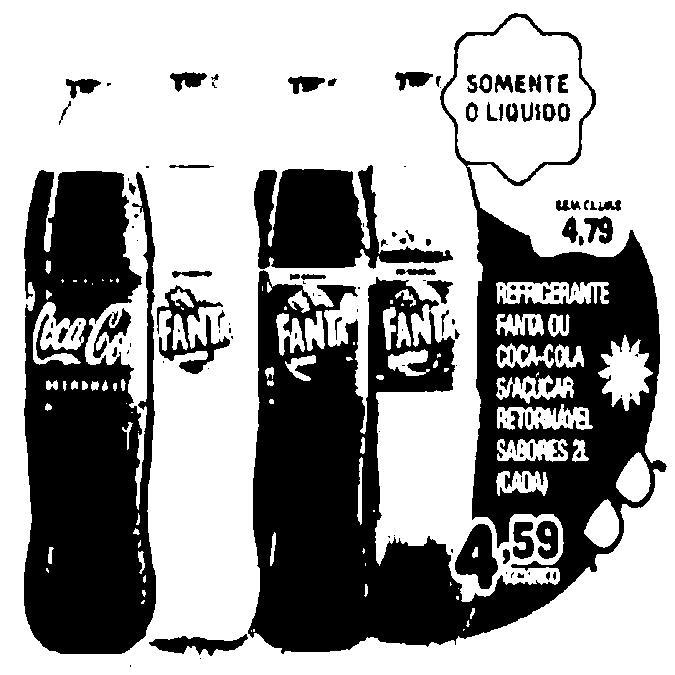 SOMENTE
O LIQUIDO
4,79
REFRIGERANTE
FANTA OU
COCA-COLA
S/AÇÚCAR
RETORNÁVEL
SABORES 2L
(CADA)
4,59
Coca-Cola
FANTA
FANTA
FANTA